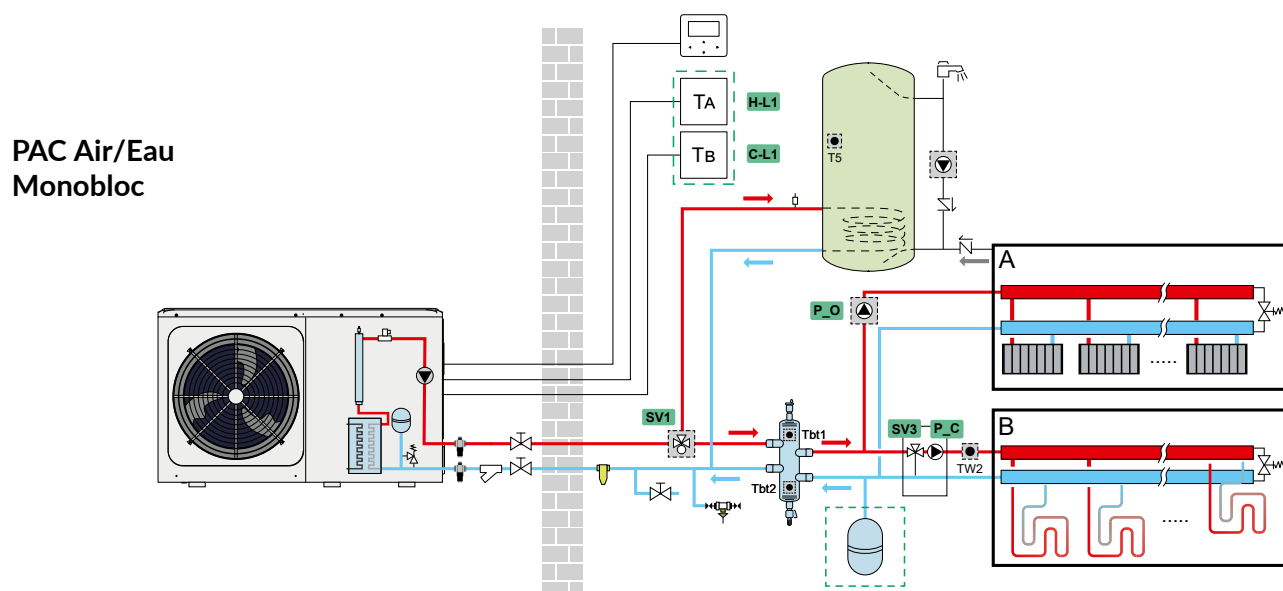 PAC Air/Eau
Monobloc
TA
H-L1
TB
C-L1
T5
A
P_O
.....
SV1
Tbt1
SV3
P_C
B
TW2
Tbt2
.....